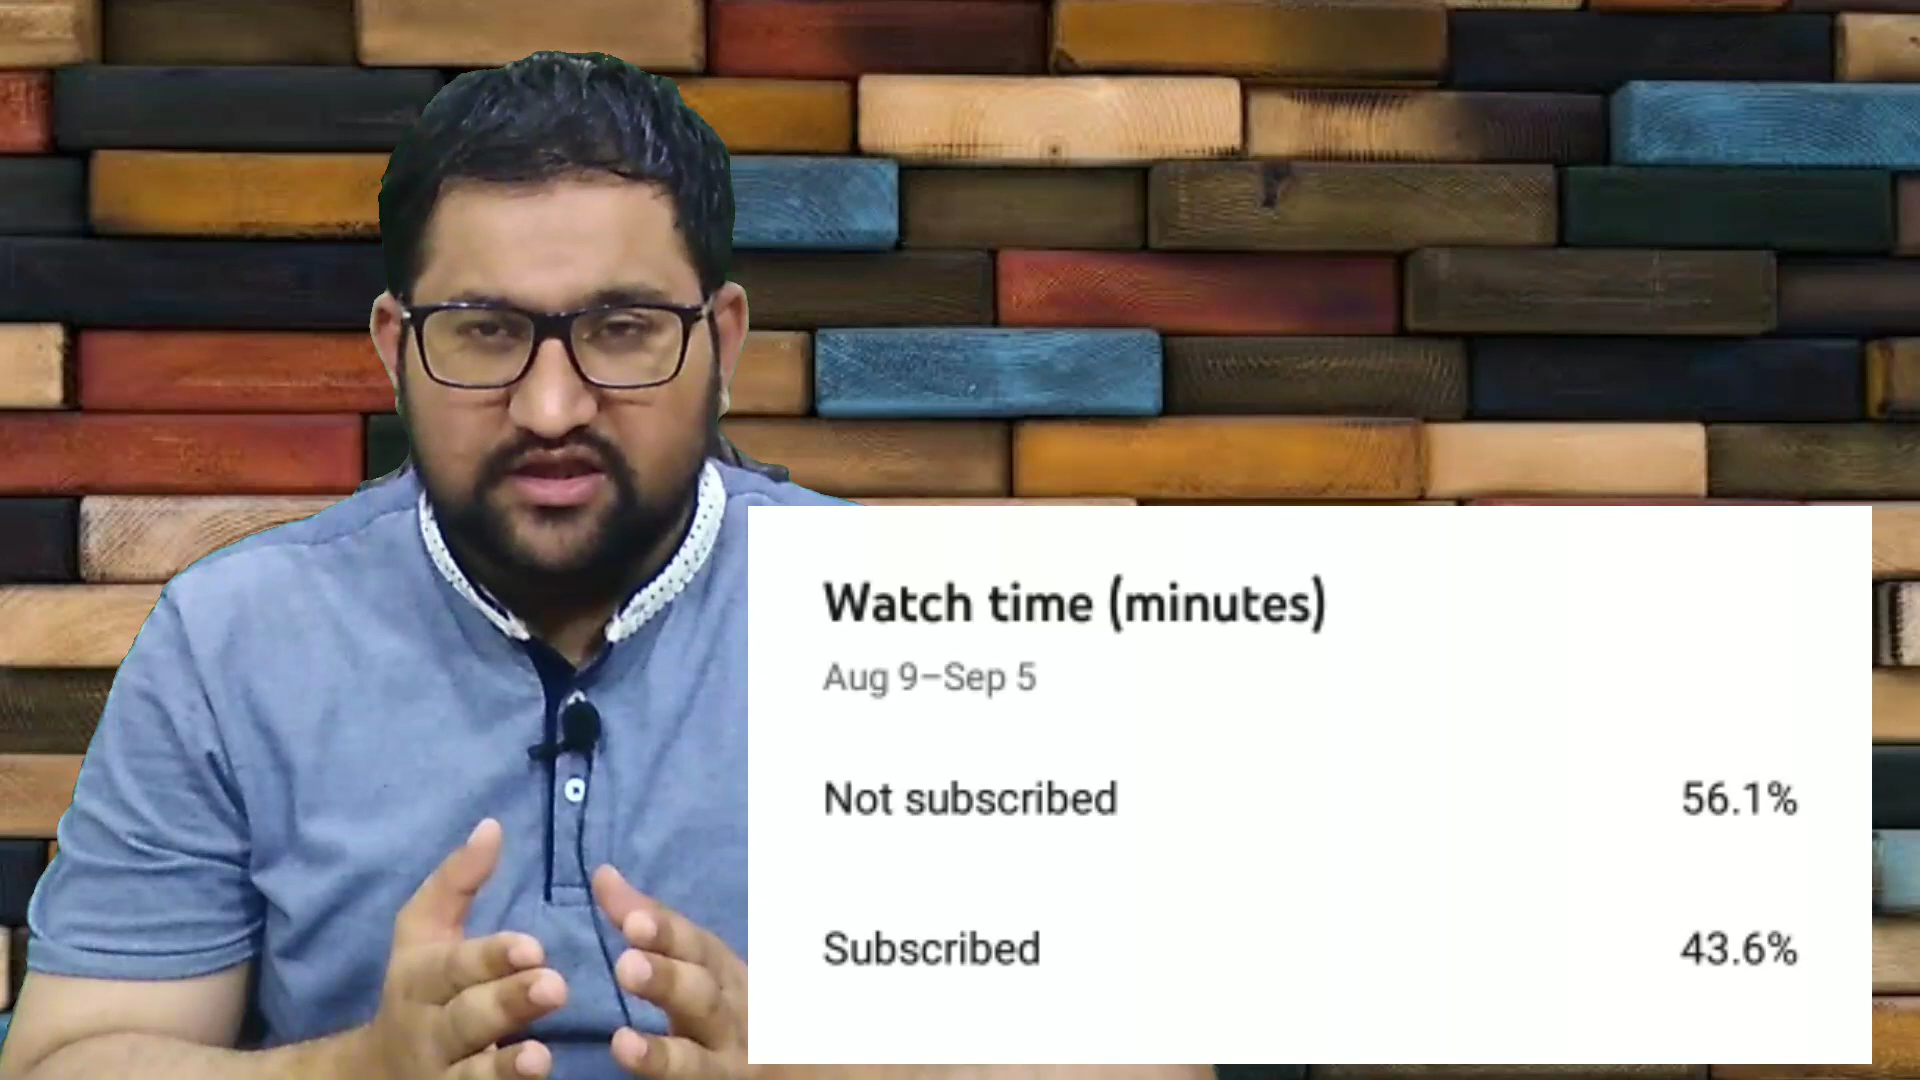 Watch time (minutes)
Aug 9–Sep 5
Not subscribed 56.1%
Subscribed 43.6%